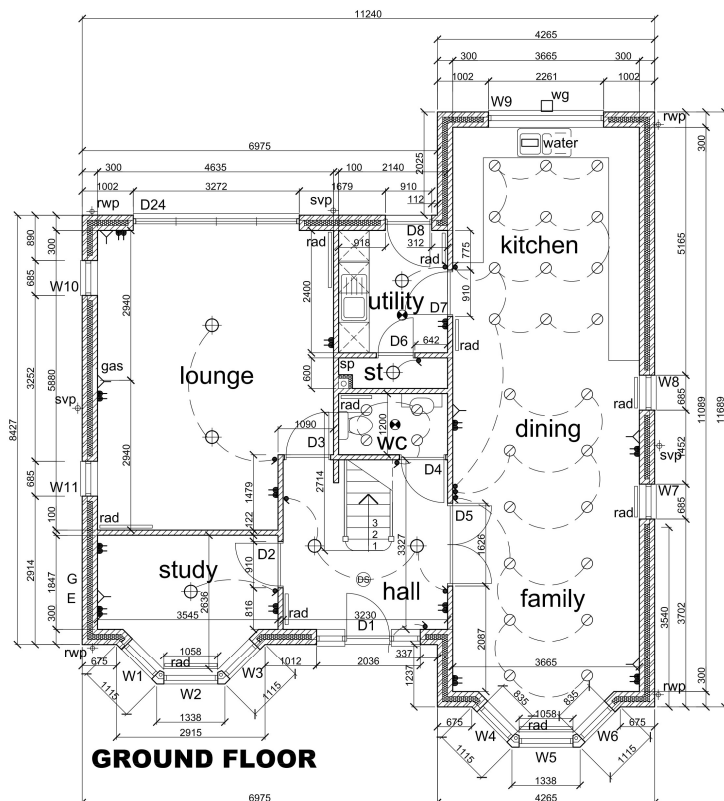 11240
4265
300 3665 300
1002 2261 1002
W9 wg
rwp
water
6975
2025
300 4635 100 2140
1002 3272 1679 910
112
rwp D24 svp
D8
300
11689
11089
5165
8427
890
300
685
W10
rad
918 312
rad
775
910
kitchen
2940
2400
utility
D7
D6 642
rad
gas
sp
st
600
lounge
3252
5880
svp
rad
1200
wc
W8
685
rad
dining
1452
svp
1090
D3
D4
2940
2714
1479
122
W11
685
100
rad
D5
1626
W7
685
rad
3
2
1
3327
study
D2
910
816
2636
3545
2914
1847
300
G
E
DS
hall
rad
3230
D1
family
3540
3702
2087
3665
300
rwp
rwp
675
1058
rad
W1 W2 W3
1115 1115
1012 2036
337
1237
1338
2915
835 835
1058
rad
675 675
W4 W5 W6
1115 1115
1338
GROUND FLOOR
6975 4265